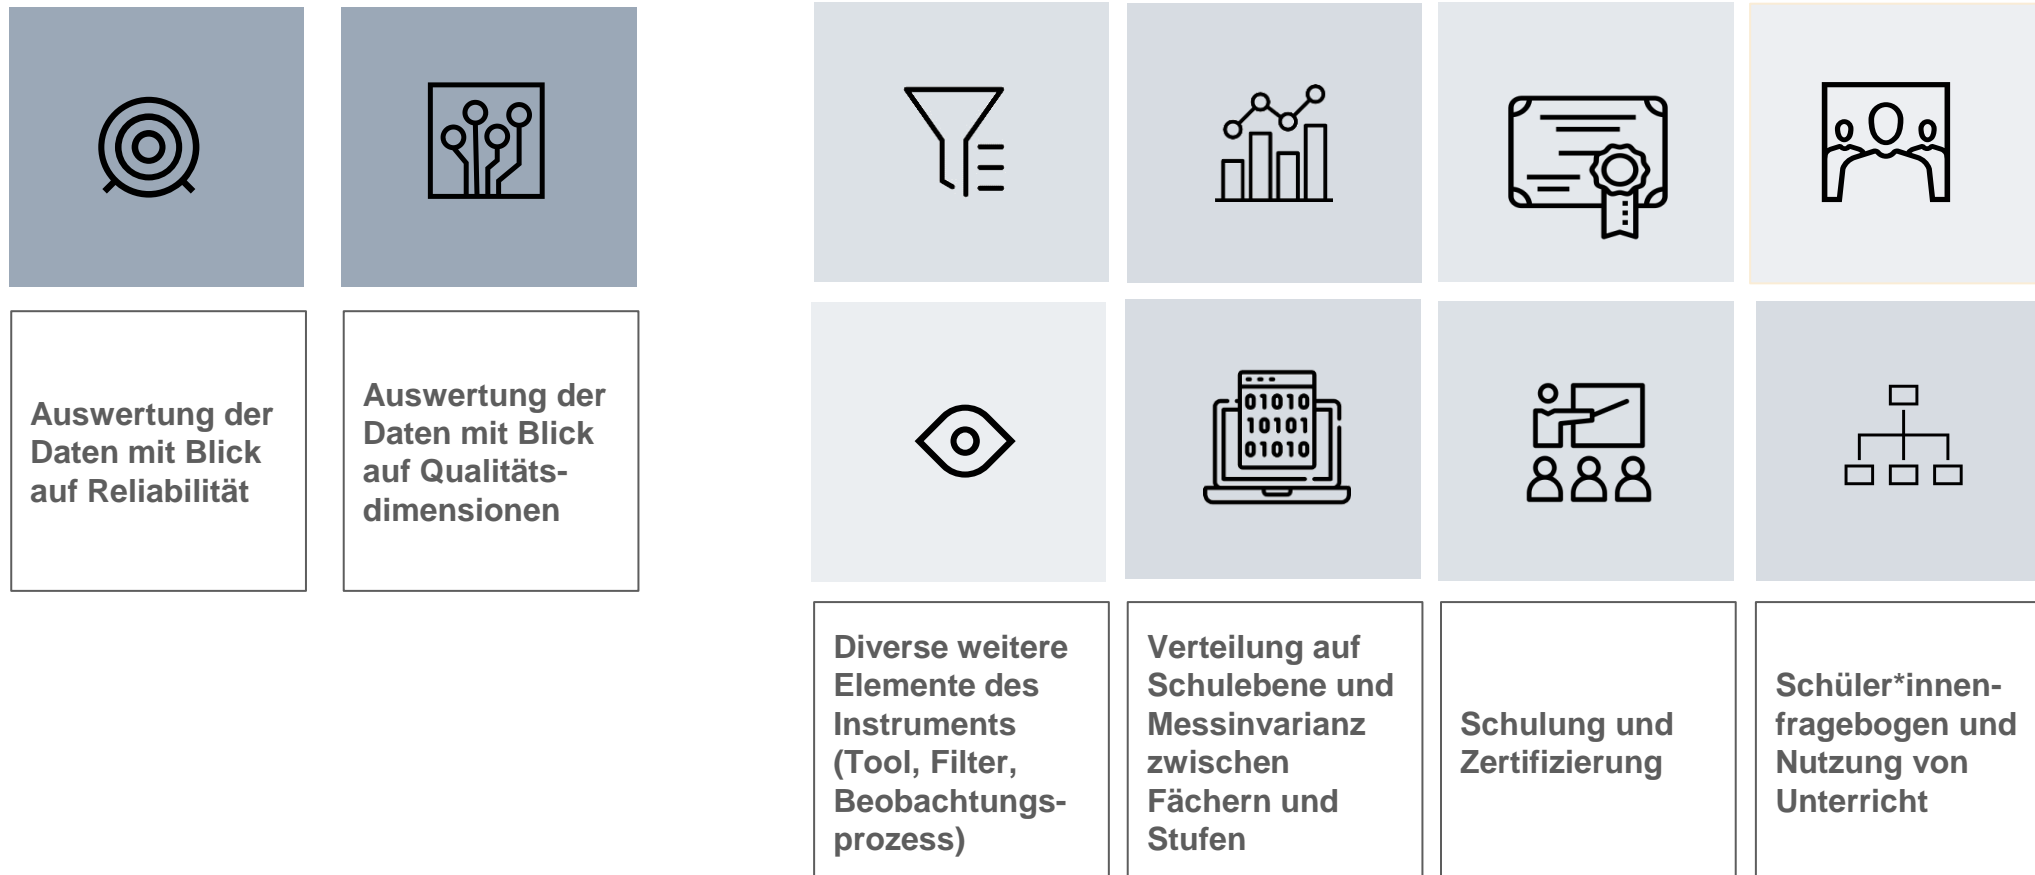 Auswertung der
Daten mit Blick
auf Reliabilität
Auswertung der
Daten mit Blick
auf Qualitäts-
dimensionen
01010
10101
01010
Diverse weitere
Elemente des
Instruments
(Tool, Filter,
Beobachtungs-
prozess)
Verteilung auf
Schulebene und
Messinvarianz
zwischen
Fächern und
Stufen
Schulung und
Zertifizierung
Schüler*innen-
fragebogen und
Nutzung von
Unterricht